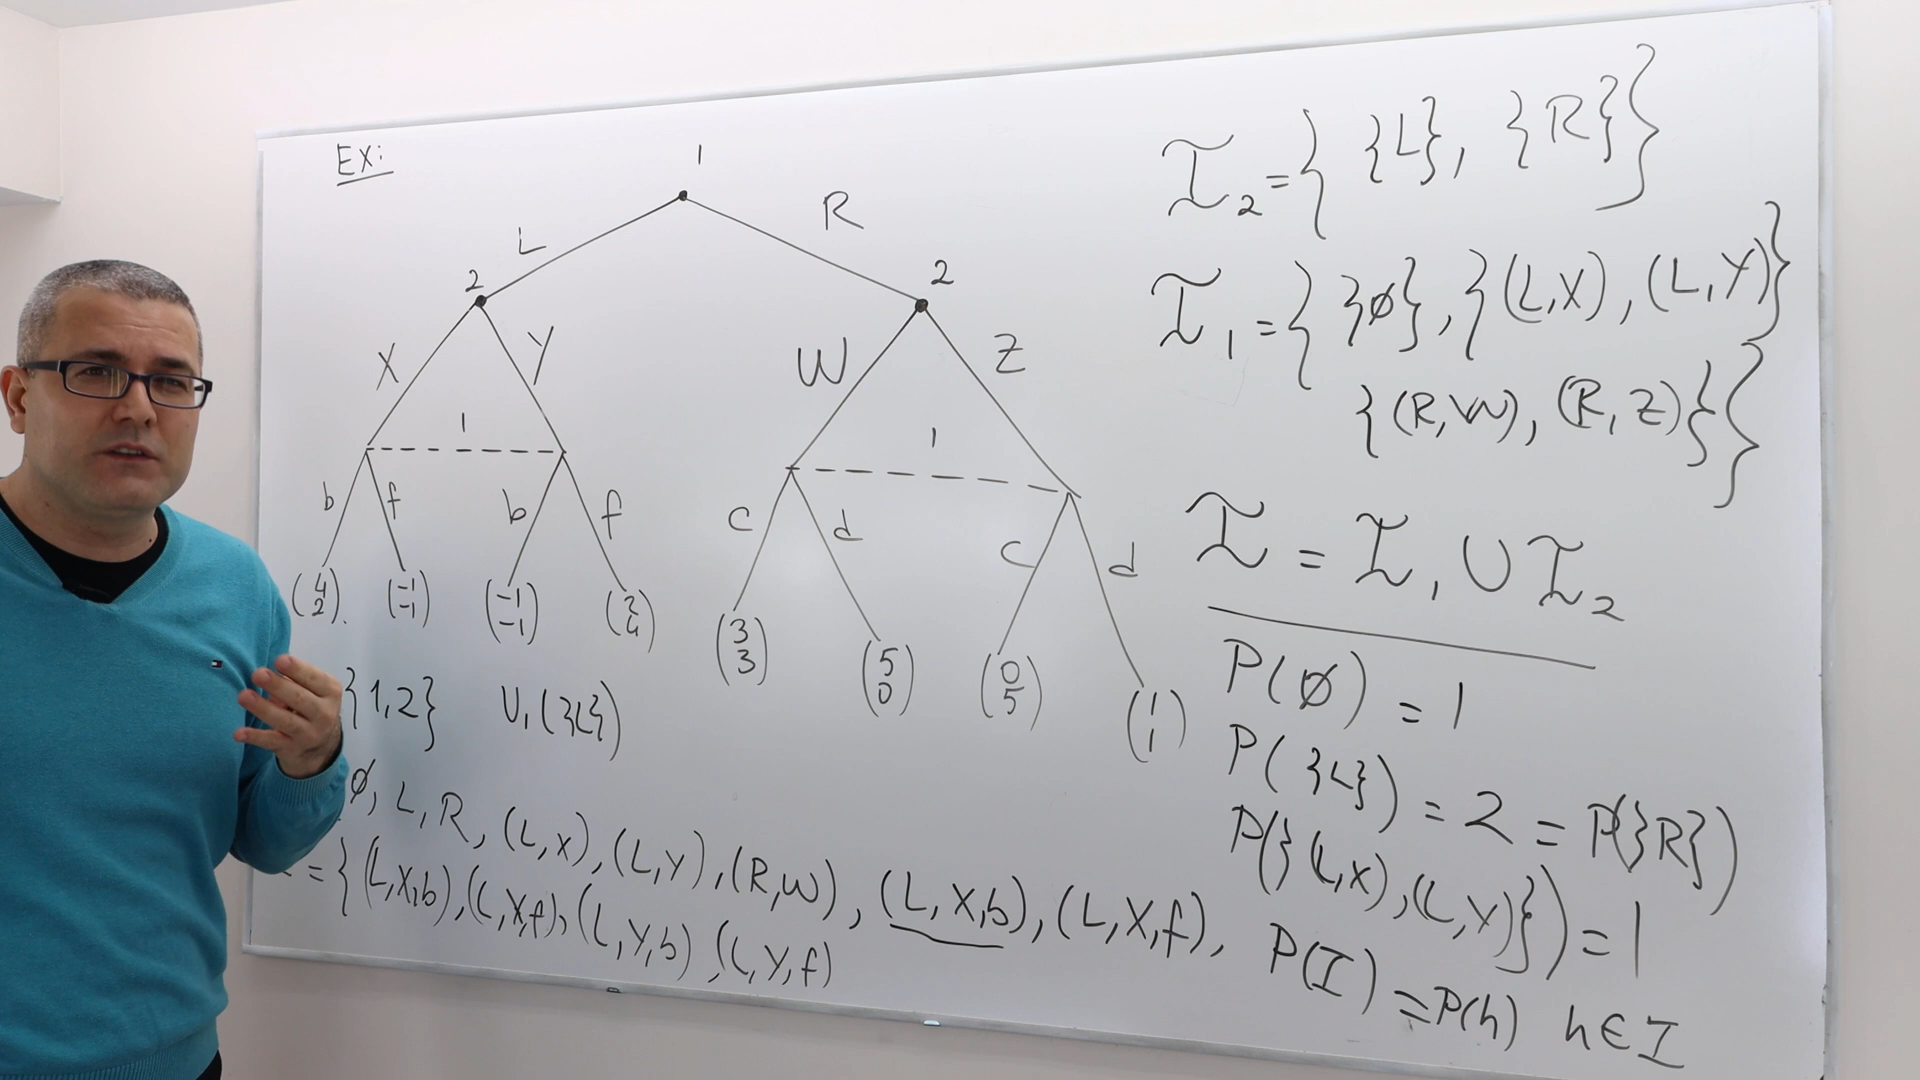 Ex:
1
L R
2 2
X Y W Z
1 1
b f b f c d c d
(4 2). (-1 -1) (-1 -1) (2 4) (3 3) (5 0) (0 5) (1 1)
{1,2} U₁({L})
∅, L, R, (L,X), (L,Y), (R,W), (L,X,b), (L,X,f),
= {(L,X,b), (L,X,f), (L,Y,b), (L,Y,f)
I₂ = { {L}, {R} }
I₁ = { {∅}, {(L,X), (L,Y)}
{(R,W), (R,Z)} }
I = I₁ ∪ I₂
P(∅) = 1
P({L}) = 2 = P({R})
P({(L,X),(L,Y)}) = 1
P(I) = P(h) h∈I